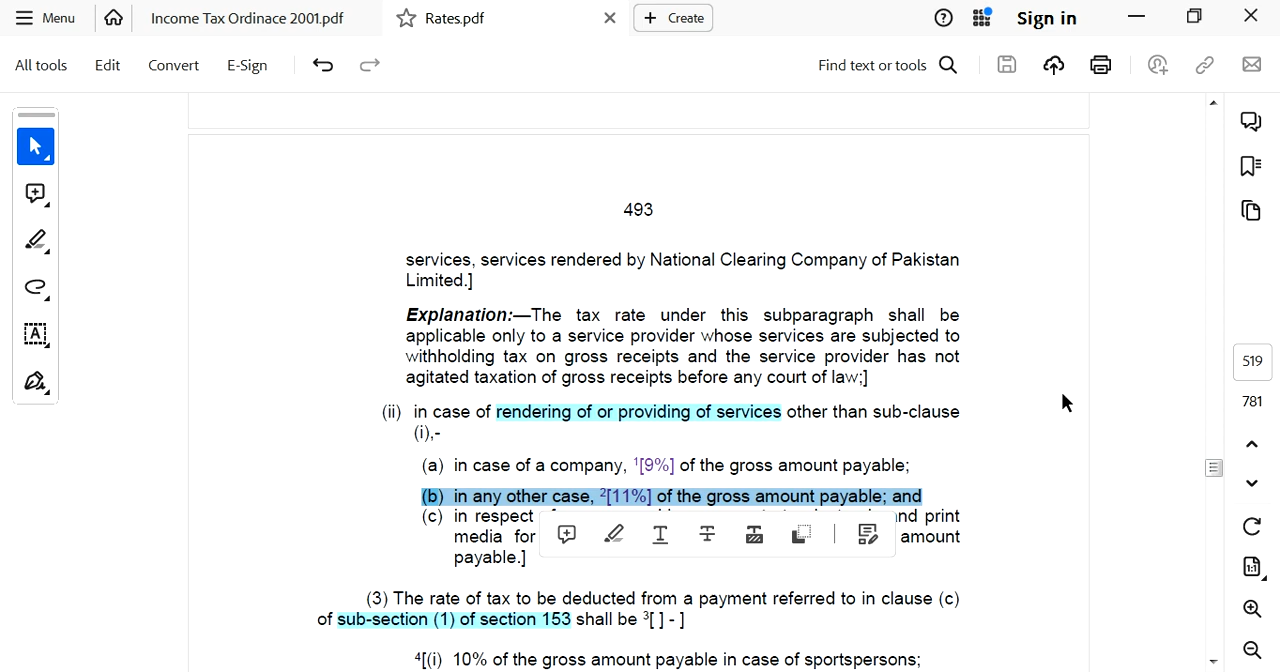 Menu
Income Tax Ordinace 2001.pdf
Rates.pdf
Create
Sign in
All tools
Edit
Convert
E-Sign
Find text or tools
493
services, services rendered by National Clearing Company of Pakistan
Limited.]
Explanation:—The tax rate under this subparagraph shall be
applicable only to a service provider whose services are subjected to
withholding tax on gross receipts and the service provider has not
agitated taxation of gross receipts before any court of law;]
(ii) in case of rendering of or providing of services other than sub-clause
(i),-
(a) in case of a company, 1[9%] of the gross amount payable;
(b) in any other case, 2[11%] of the gross amount payable; and
(c) in respect and print
media for amount
payable.]
(3) The rate of tax to be deducted from a payment referred to in clause (c)
of sub-section (1) of section 153 shall be 3[ ] - ]
4[(i) 10% of the gross amount payable in case of sportspersons;
519
781